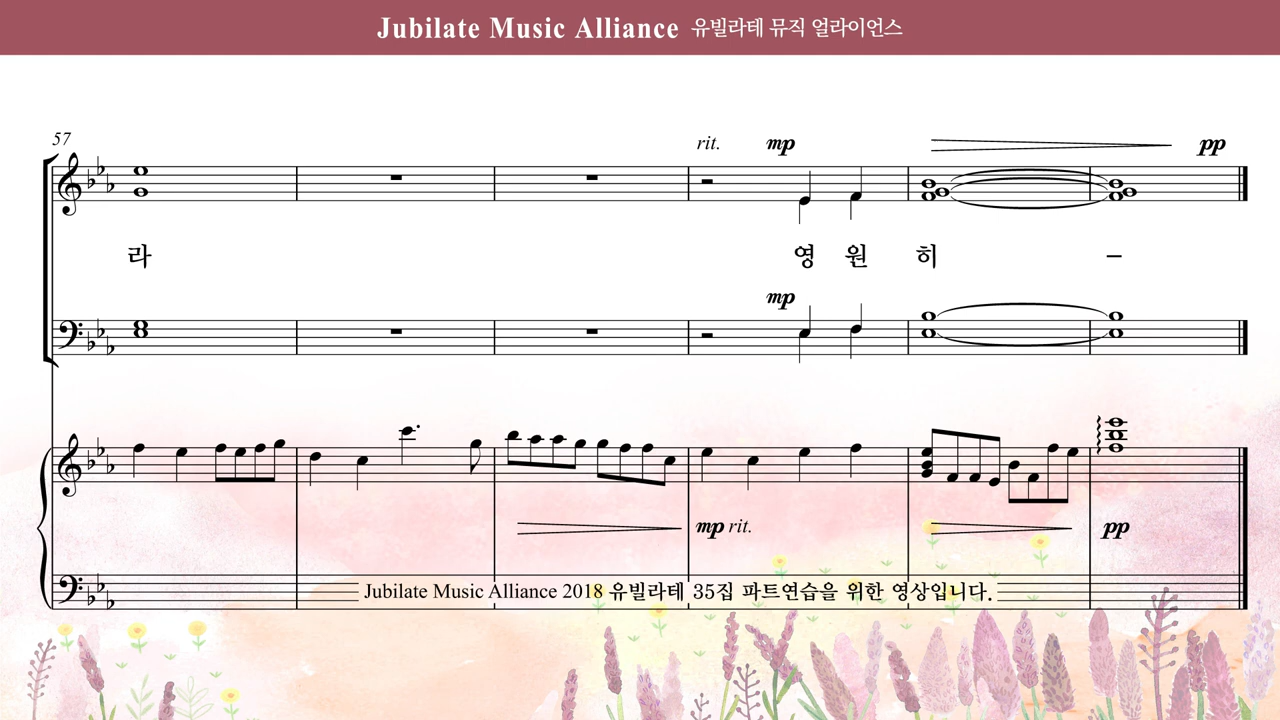 Jubilate Music Alliance 유빌라테 뮤직 얼라이언스
57
rit. mp pp
라 영 원 히 –
mp
mp rit. pp
Jubilate Music Alliance 2018 유빌라테 35집 파트연습을 위한 영상입니다.